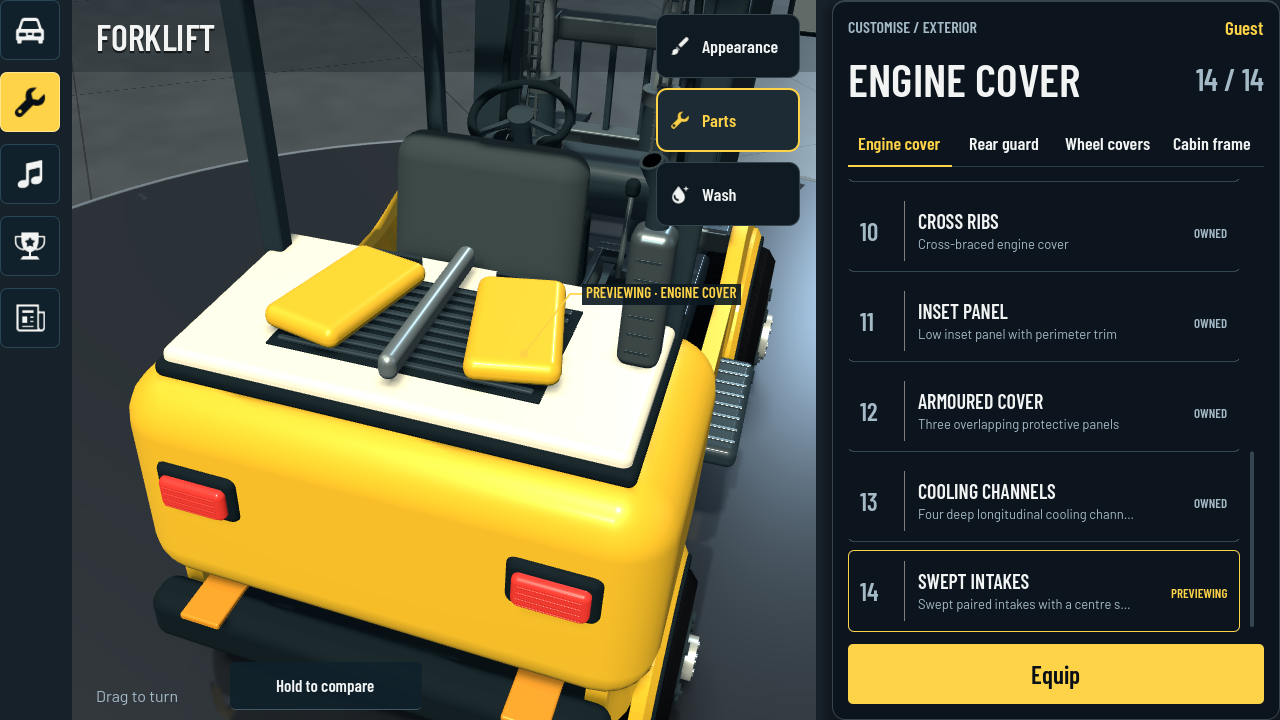 FORKLIFT
Appearance
Parts
Wash
PREVIEWING · ENGINE COVER
Drag to turn
Hold to compare
CUSTOMISE / EXTERIOR
Guest
ENGINE COVER
14 / 14
Engine cover
Rear guard
Wheel covers
Cabin frame
10
CROSS RIBS
Cross-braced engine cover
OWNED
11
INSET PANEL
Low inset panel with perimeter trim
OWNED
12
ARMOURED COVER
Three overlapping protective panels
OWNED
13
COOLING CHANNELS
Four deep longitudinal cooling chann...
OWNED
14
SWEPT INTAKES
Swept paired intakes with a centre s...
PREVIEWING
Equip